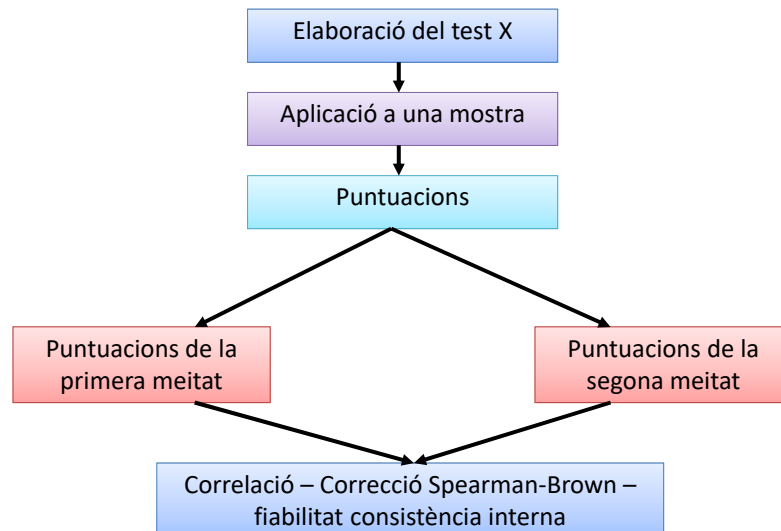 Elaboració del test X
Aplicació a una mostra
Puntuacions
Puntuacions de la
primera meitat
Puntuacions de la
segona meitat
Correlació – Correcció Spearman-Brown –
fiabilitat consistència interna